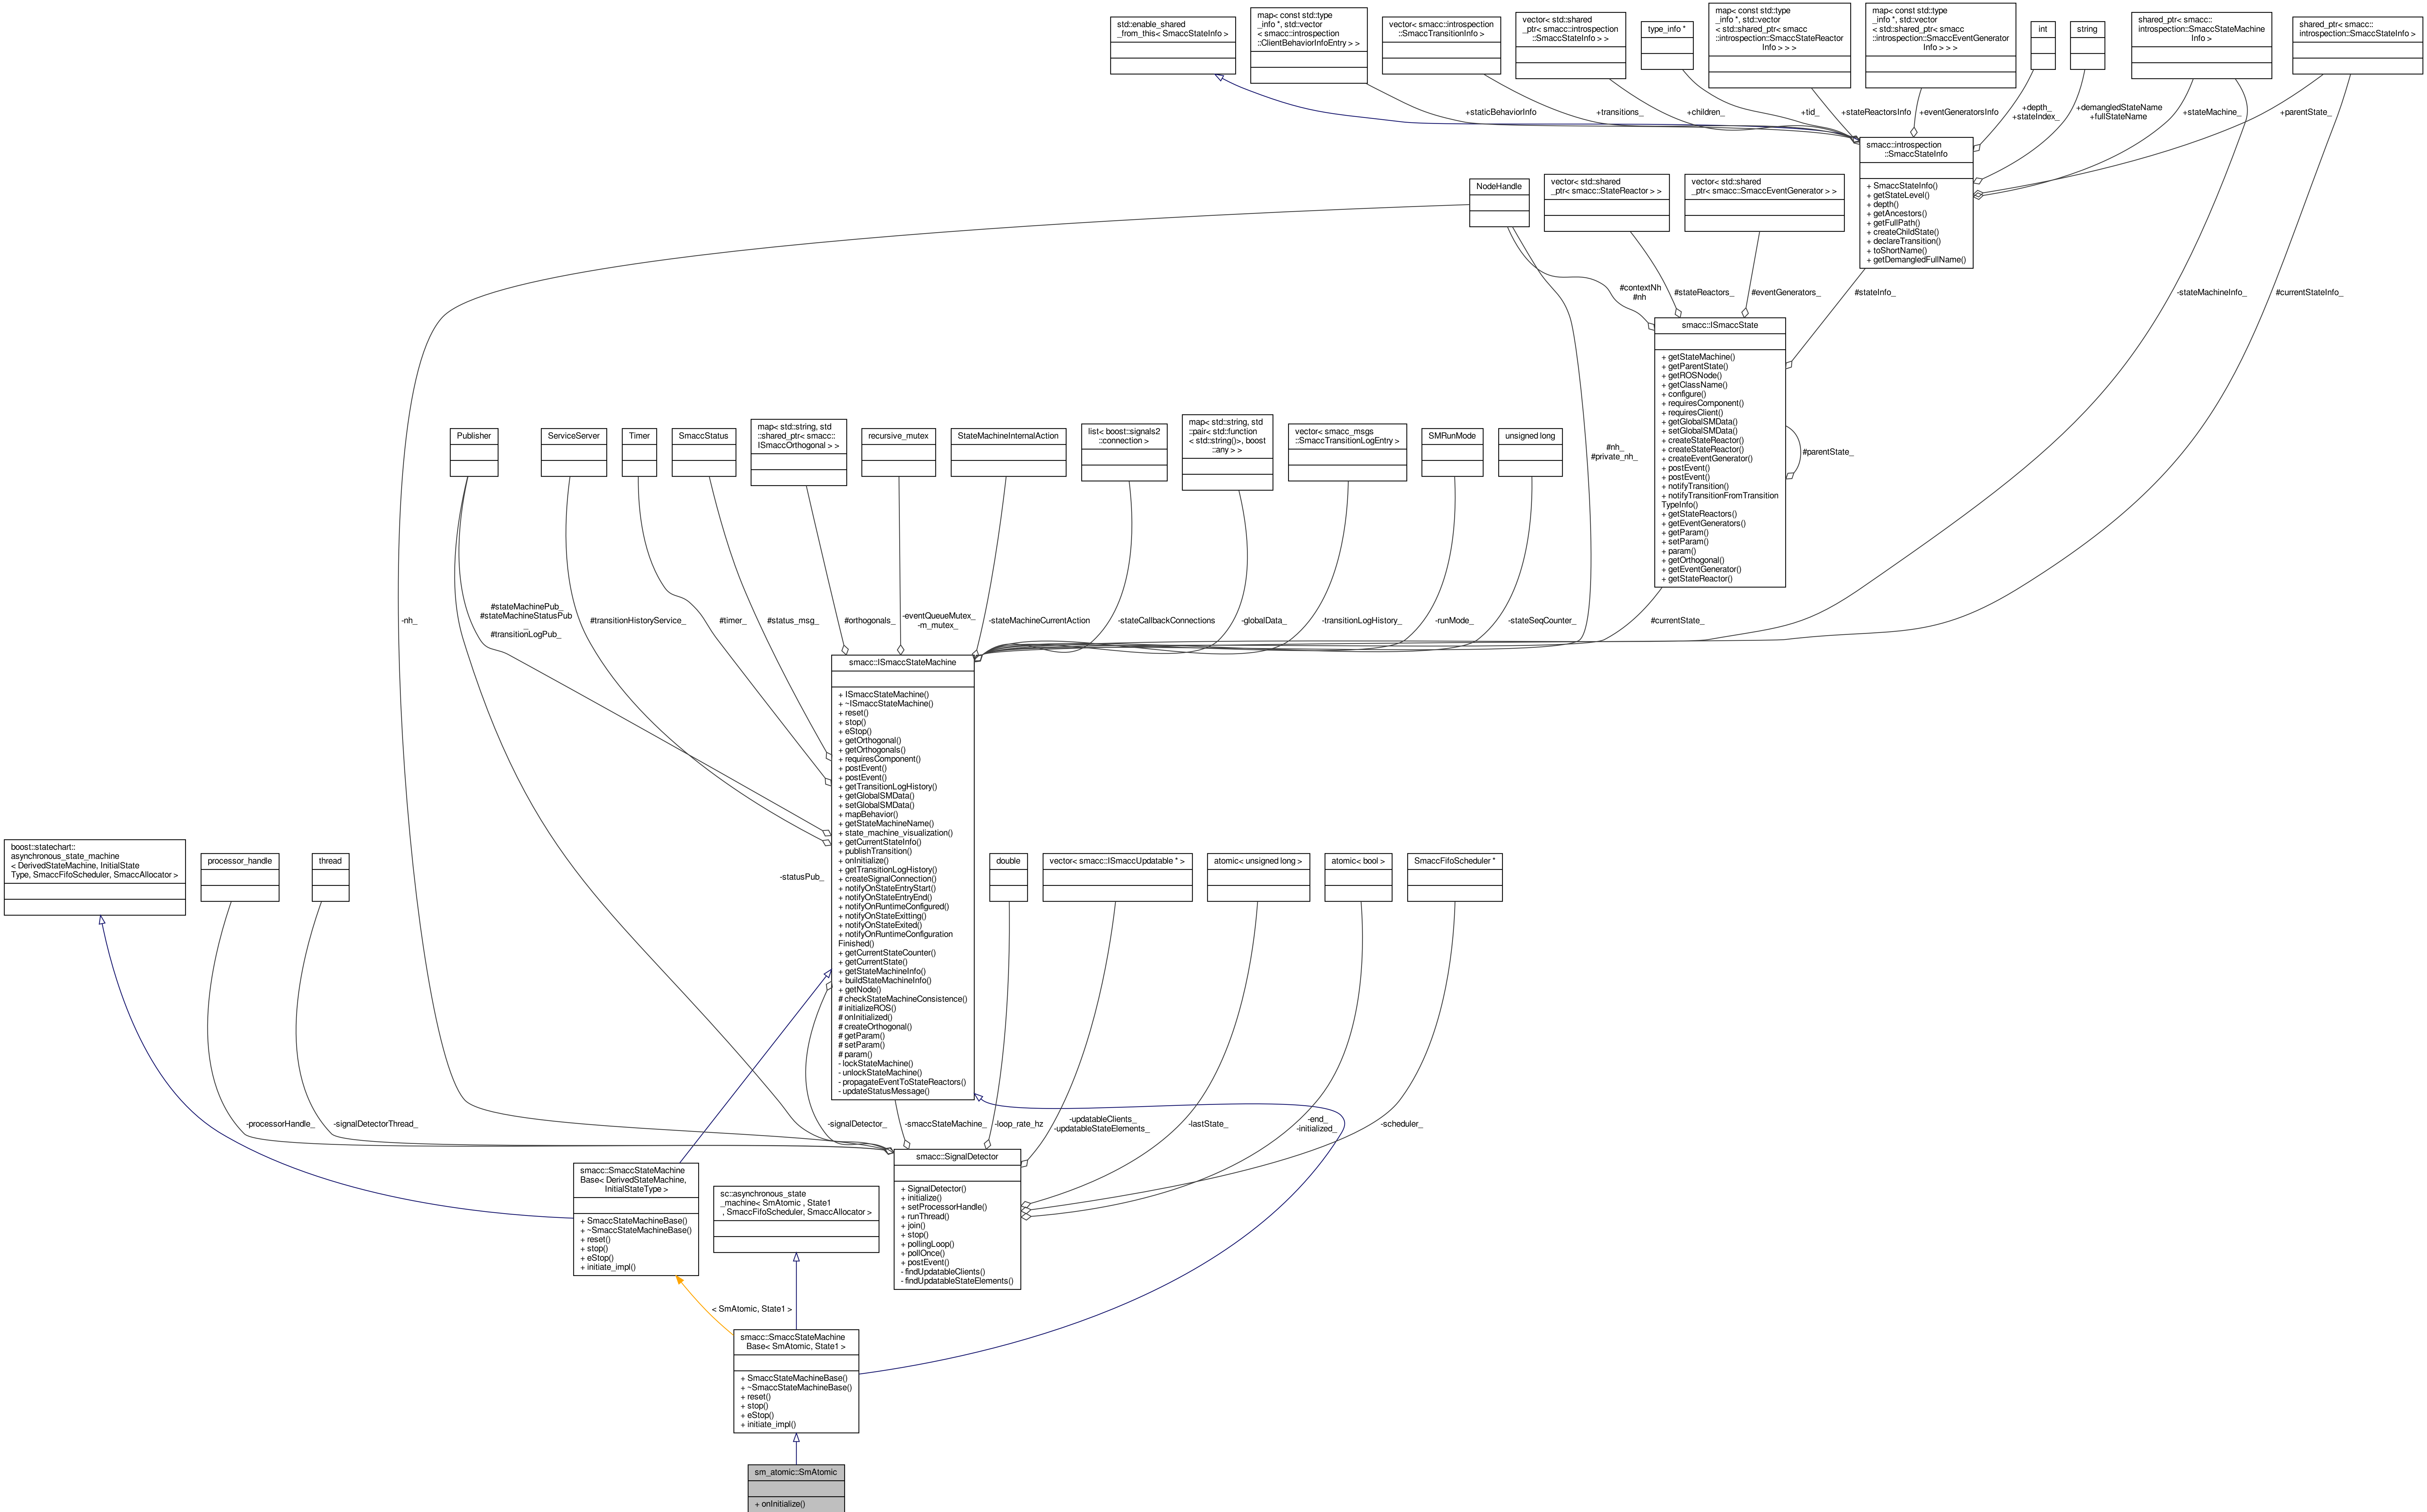 std::enable_shared
_from_this< SmaccStateInfo >
map< const std::type
_info *, std::vector
< smacc::introspection
::ClientBehaviorInfoEntry > >
vector< smacc::introspection
::SmaccTransitionInfo >
vector< std::shared
_ptr< smacc::introspection
::SmaccStateInfo > >
type_info *
map< const std::type
_info *, std::vector
< std::shared_ptr< smacc
::introspection::SmaccStateReactor
Info > > >
map< const std::type
_info *, std::vector
< std::shared_ptr< smacc
::introspection::SmaccEventGenerator
Info > > >
int
string
shared_ptr< smacc::
introspection::SmaccStateMachine
Info >
shared_ptr< smacc::
introspection::SmaccStateInfo >
+staticBehaviorInfo
+transitions_
+children_
+tid_
+stateReactorsInfo
+eventGeneratorsInfo
+depth_
+stateIndex_
+demangledStateName
+fullStateName
+stateMachine_
+parentState_
smacc::introspection
::SmaccStateInfo
+ SmaccStateInfo()
+ getStateLevel()
+ depth()
+ getAncestors()
+ getFullPath()
+ createChildState()
+ declareTransition()
+ toShortName()
+ getDemangledFullName()
NodeHandle
vector< std::shared
_ptr< smacc::StateReactor > >
vector< std::shared
_ptr< smacc::SmaccEventGenerator > >
#contextNh
#nh
#stateReactors_
#eventGenerators_
#stateInfo_
-stateMachineInfo_
#currentStateInfo_
smacc::ISmaccState
+ getStateMachine()
+ getParentState()
+ getROSNode()
+ getClassName()
+ configure()
+ requiresComponent()
+ requiresClient()
+ getGlobalSMData()
+ setGlobalSMData()
+ createStateReactor()
+ createStateReactor()
+ createEventGenerator()
+ postEvent()
+ postEvent()
+ notifyTransition()
+ notifyTransitionFromTransition
TypeInfo()
+ getStateReactors()
+ getEventGenerators()
+ getParam()
+ setParam()
+ param()
+ getOrthogonal()
+ getEventGenerator()
+ getStateReactor()
#parentState_
Publisher
ServiceServer
Timer
SmaccStatus
map< std::string, std
::shared_ptr< smacc::
ISmaccOrthogonal > >
recursive_mutex
StateMachineInternalAction
list< boost::signals2
::connection >
map< std::string, std
::pair< std::function
< std::string()>, boost
::any > >
vector< smacc_msgs
::SmaccTransitionLogEntry >
SMRunMode
unsigned long
#nh_
#private_nh_
-nh_
#stateMachinePub_
#stateMachineStatusPub
_
#transitionLogPub_
#transitionHistoryService_
#timer_
#status_msg_
#orthogonals_
-eventQueueMutex_
-m_mutex_
-stateMachineCurrentAction
-stateCallbackConnections
-globalData_
-transitionLogHistory_
-runMode_
-stateSeqCounter_
#currentState_
smacc::ISmaccStateMachine
+ ISmaccStateMachine()
+ ~ISmaccStateMachine()
+ reset()
+ stop()
+ eStop()
+ getOrthogonal()
+ getOrthogonals()
+ requiresComponent()
+ postEvent()
+ postEvent()
+ getTransitionLogHistory()
+ getGlobalSMData()
+ setGlobalSMData()
+ mapBehavior()
+ getStateMachineName()
+ state_machine_visualization()
+ getCurrentStateInfo()
+ publishTransition()
+ onInitialize()
+ getTransitionLogHistory()
+ createSignalConnection()
+ notifyOnStateEntryStart()
+ notifyOnStateEntryEnd()
+ notifyOnRuntimeConfigured()
+ notifyOnStateExitting()
+ notifyOnStateExited()
+ notifyOnRuntimeConfiguration
Finished()
+ getCurrentStateCounter()
+ getCurrentState()
+ getStateMachineInfo()
+ buildStateMachineInfo()
+ getNode()
# checkStateMachineConsistence()
# initializeROS()
# onInitialized()
# createOrthogonal()
# getParam()
# setParam()
# param()
- lockStateMachine()
- unlockStateMachine()
- propagateEventToStateReactors()
- updateStatusMessage()
boost::statechart::
asynchronous_state_machine
< DerivedStateMachine, InitialState
Type, SmaccFifoScheduler, SmaccAllocator >
processor_handle
thread
-statusPub_
double
vector< smacc::ISmaccUpdatable * >
atomic< unsigned long >
atomic< bool >
SmaccFifoScheduler *
-processorHandle_
-signalDetectorThread_
-signalDetector_
-smaccStateMachine_
-loop_rate_hz
-updatableClients_
-updatableStateElements_
-lastState_
-end_
-initialized_
-scheduler_
smacc::SmaccStateMachine
Base< DerivedStateMachine,
InitialStateType >
+ SmaccStateMachineBase()
+ ~SmaccStateMachineBase()
+ reset()
+ stop()
+ eStop()
+ initiate_impl()
sc::asynchronous_state
_machine< SmAtomic , State1
, SmaccFifoScheduler, SmaccAllocator >
smacc::SignalDetector
+ SignalDetector()
+ initialize()
+ setProcessorHandle()
+ runThread()
+ join()
+ stop()
+ pollingLoop()
+ pollOnce()
+ postEvent()
- findUpdatableClients()
- findUpdatableStateElements()
< SmAtomic, State1 >
smacc::SmaccStateMachine
Base< SmAtomic, State1 >
+ SmaccStateMachineBase()
+ ~SmaccStateMachineBase()
+ reset()
+ stop()
+ eStop()
+ initiate_impl()
sm_atomic::SmAtomic
+ onInitialize()